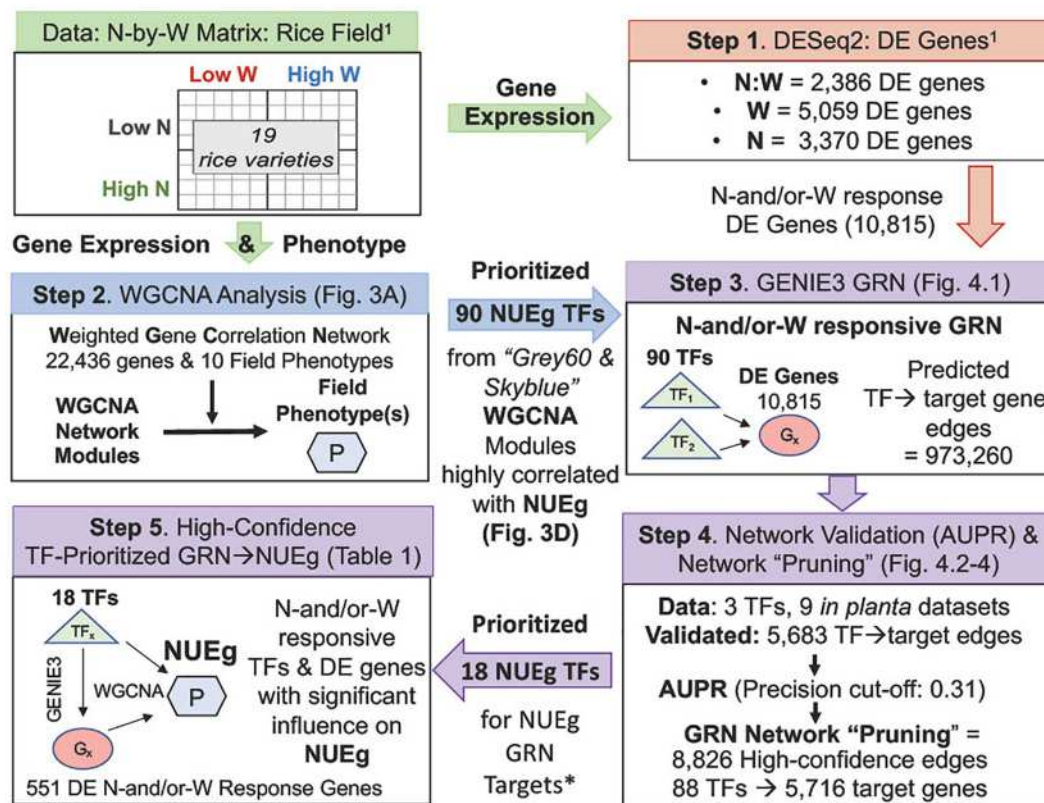 Data: N-by-W Matrix: Rice Field¹
Low W High W
Low N
19
rice varieties
High N
Gene
Expression
Step 1. DESeq2: DE Genes¹
• N:W = 2,386 DE genes
• W = 5,059 DE genes
• N = 3,370 DE genes
N-and/or-W response
DE Genes (10,815)
Gene Expression & Phenotype
Step 2. WGCNA Analysis (Fig. 3A)
Weighted Gene Correlation Network
22,436 genes & 10 Field Phenotypes
WGCNA
Network
Modules
Field
Phenotype(s)
P
Prioritized
90 NUEg TFs
from "Grey60 &
Skyblue"
WGCNA
Modules
highly correlated
with NUEg
(Fig. 3D)
Step 3. GENIE3 GRN (Fig. 4.1)
N-and/or-W responsive GRN
90 TFs
TF₁
TF₂
DE Genes
10,815
Gₓ
Predicted
TF→ target gene
edges
= 973,260
Step 4. Network Validation (AUPR) &
Network "Pruning" (Fig. 4.2-4)
Data: 3 TFs, 9 in planta datasets
Validated: 5,683 TF→target edges
AUPR (Precision cut-off: 0.31)
GRN Network "Pruning" =
8,826 High-confidence edges
88 TFs → 5,716 target genes
Prioritized
18 NUEg TFs
for NUEg
GRN
Targets*
Step 5. High-Confidence
TF-Prioritized GRN→NUEg (Table 1)
18 TFs
TFₓ
GENIE3
WGCNA
NUEg
P
Gₓ
N-and/or-W
responsive
TFs & DE genes
with significant
influence on
NUEg
551 DE N-and/or-W Response Genes